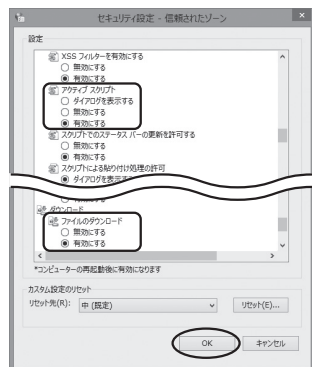 セキュリティ設定 - 信頼されたゾーン
設定
XSS フィルターを有効にする
無効にする
有効にする
アクティブ スクリプト
ダイアログを表示する
無効にする
有効にする
スクリプトでのステータス バーの更新を許可する
無効にする
有効にする
スクリプトによる貼り付け処理の許可
ダイアログを表示する
有効にする
ダウンロード
ファイルのダウンロード
無効にする
有効にする
*コンピューターの再起動後に有効になります
カスタム設定のリセット
リセット先(R):
中 (既定)
リセット(E)...
OK
キャンセル